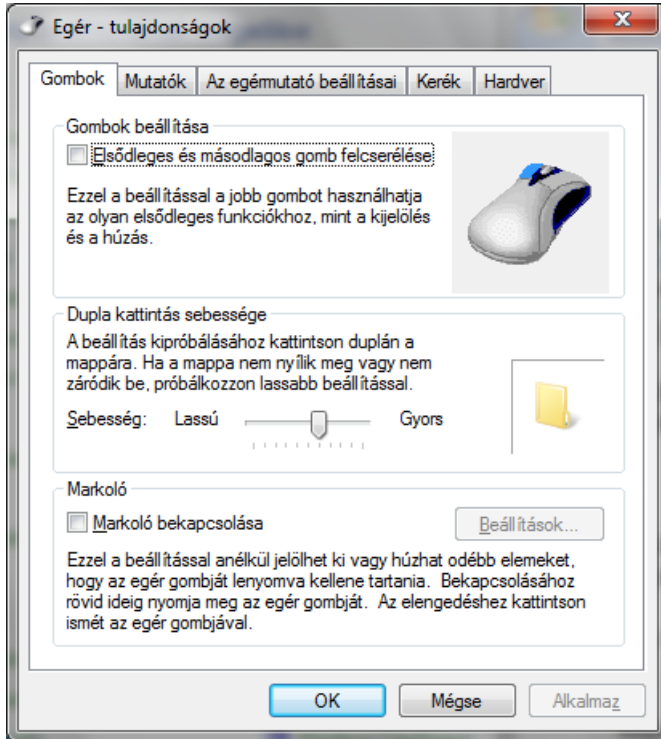 Egér - tulajdonságok
Gombok Mutatók Az egérmutató beállításai Kerék Hardver
Gombok beállítása
Elsődleges és másodlagos gomb felcserélése
Ezzel a beállítással a jobb gombot használhatja
az olyan elsődleges funkciókhoz, mint a kijelölés
és a húzás.
Dupla kattintás sebessége
A beállítás kipróbálásához kattintson duplán a
mappára. Ha a mappa nem nyílik meg vagy nem
záródik be, próbálkozzon lassabb beállítással.
Sebesség: Lassú Gyors
Markoló
Markoló bekapcsolása Beállítások...
Ezzel a beállítással anélkül jelölhet ki vagy húzhat odébb elemeket,
hogy az egér gombját lenyomva kellene tartania. Bekapcsolásához
rövid ideig nyomja meg az egér gombját. Az elengedéshez kattintson
ismét az egér gombjával.
OK Mégse Alkalmaz